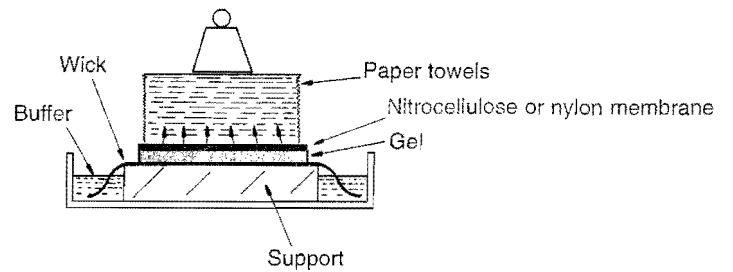 Wick
Paper towels
Nitrocellulose or nylon membrane
Buffer
Gel
Support